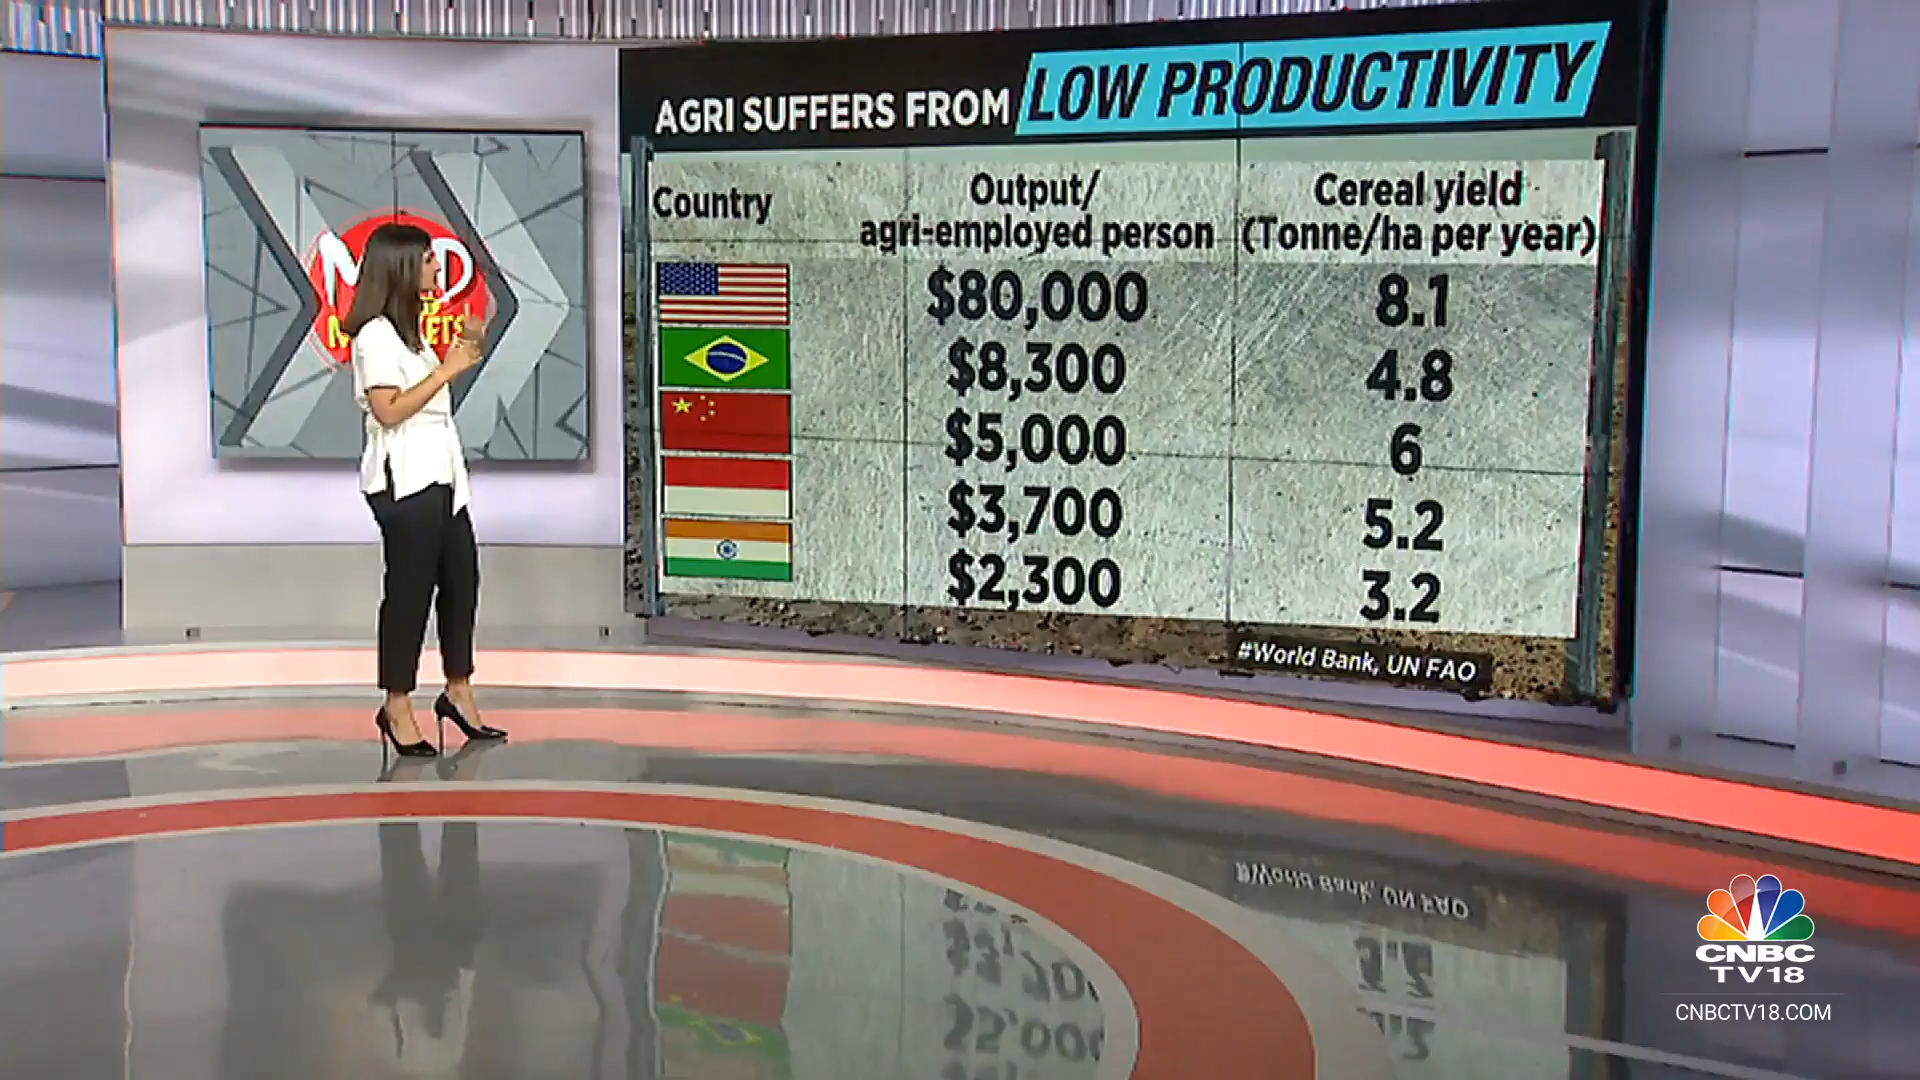 AGRI SUFFERS FROM LOW PRODUCTIVITY
Country
Output/
agri-employed person
Cereal yield
(Tonne/ha per year)
$80,000
8.1
$8,300
4.8
$5,000
6
$3,700
5.2
$2,300
3.2
#World Bank, UN FAO
CNBC
TV18
CNBCTV18.COM